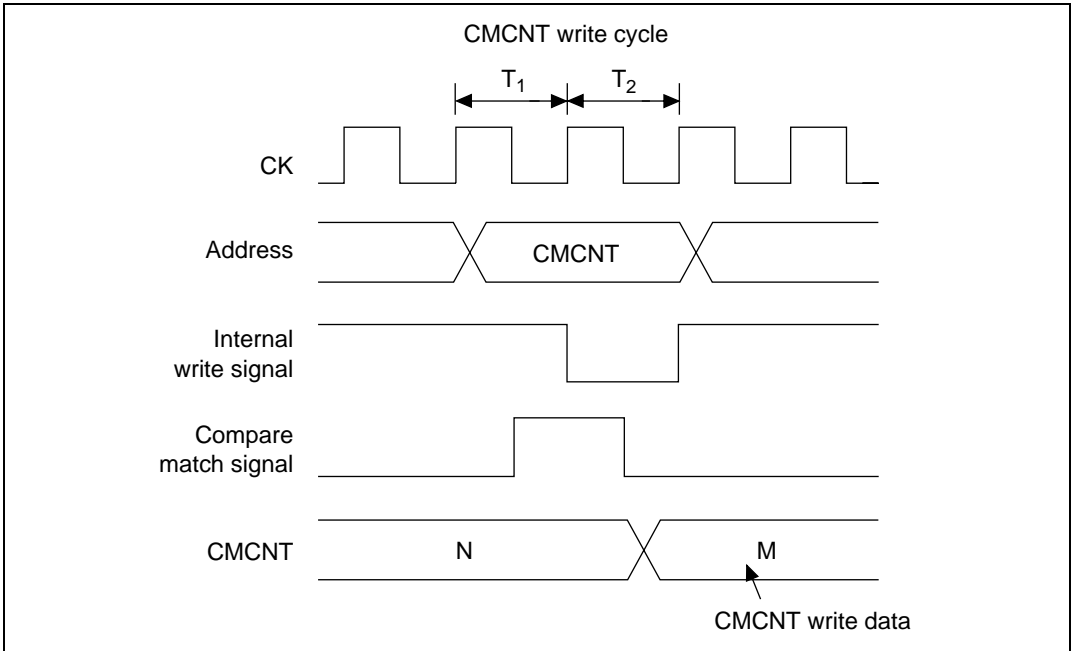 CMCNT write cycle
T1 T2
CK
Address
CMCNT
Internal
write signal
Compare
match signal
CMCNT
N
M
CMCNT write data